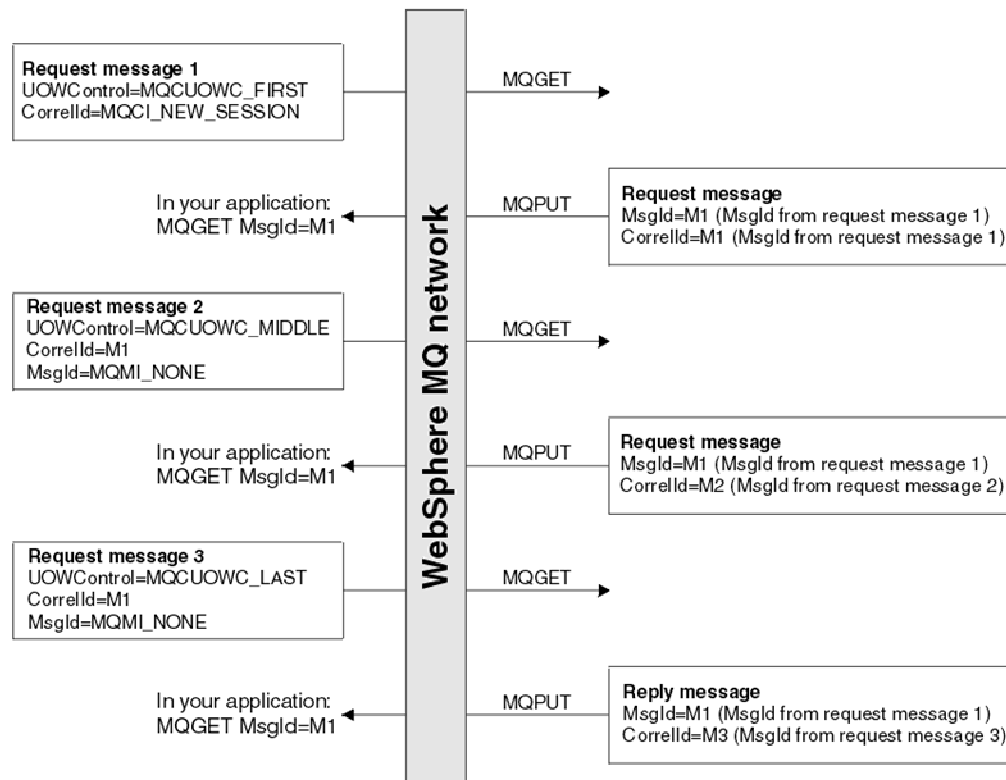 Request message 1
UOWControl=MQCUOWC_FIRST
CorrelId=MQCI_NEW_SESSION
MQGET
In your application:
MQGET MsgId=M1
MQPUT
Request message
MsgId=M1 (MsgId from request message 1)
CorrelId=M1 (MsgId from request message 1)
Request message 2
UOWControl=MQCUOWC_MIDDLE
CorrelId=M1
MsgId=MQMI_NONE
MQGET
WebSphere MQ network
In your application:
MQGET MsgId=M1
MQPUT
Request message
MsgId=M1 (MsgId from request message 1)
CorrelId=M2 (MsgId from request message 2)
Request message 3
UOWControl=MQCUOWC_LAST
CorrelId=M1
MsgId=MQMI_NONE
MQGET
In your application:
MQGET MsgId=M1
MQPUT
Reply message
MsgId=M1 (MsgId from request message 1)
CorrelId=M3 (MsgId from request message 3)